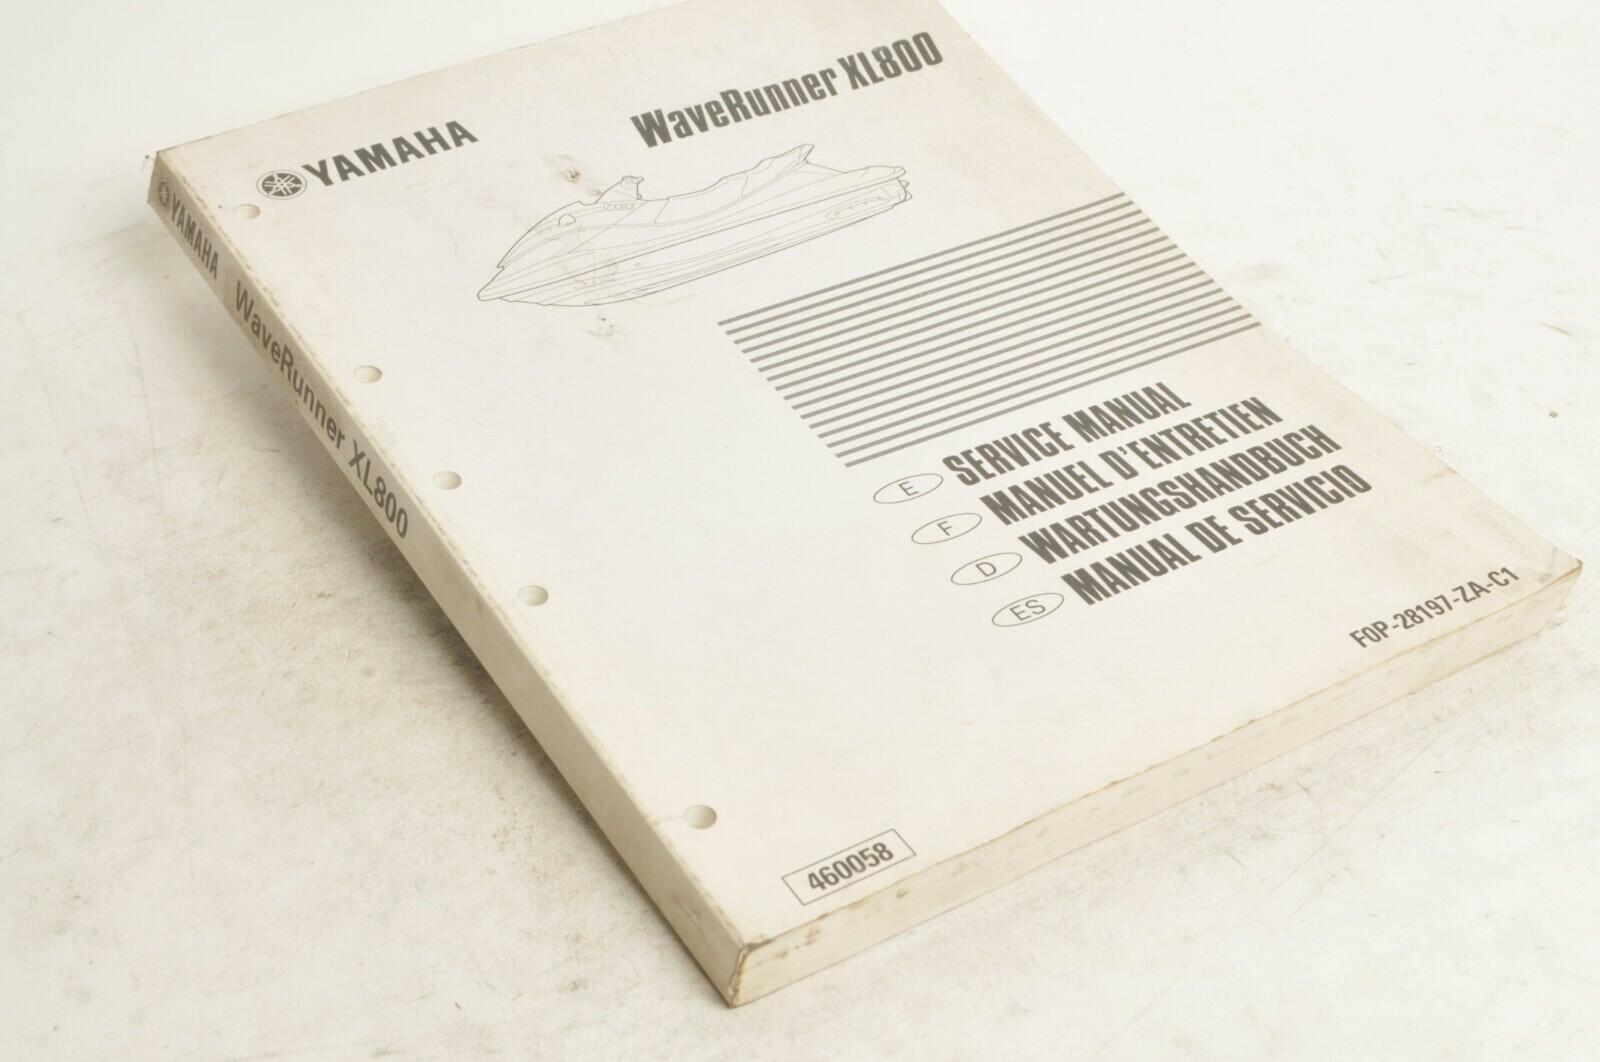 YAMAHA
WaveRunner XL800
E SERVICE MANUAL
F MANUEL D'ENTRETIEN
D WARTUNGSHANDBUCH
ES MANUAL DE SERVICIO
F0P-28197-ZA-C1
460058
YAMAHA WaveRunner XL800